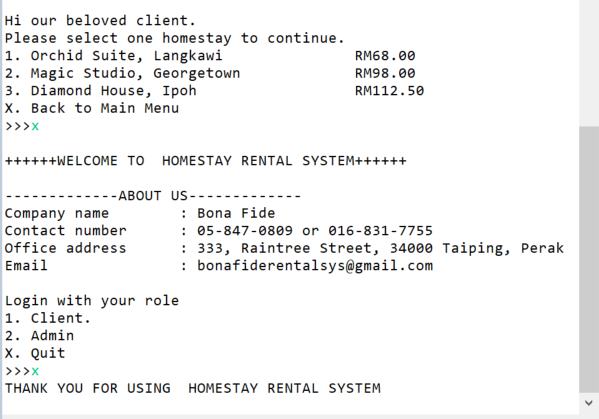 Hi our beloved client.
Please select one homestay to continue.
1. Orchid Suite, Langkawi                RM68.00
2. Magic Studio, Georgetown              RM98.00
3. Diamond House, Ipoh                   RM112.50
X. Back to Main Menu
>>>x
++++++WELCOME TO  HOMESTAY RENTAL SYSTEM++++++
-------------ABOUT US-------------
Company name        : Bona Fide
Contact number      : 05-847-0809 or 016-831-7755
Office address      : 333, Raintree Street, 34000 Taiping, Perak
Email               : bonafiderentalsys@gmail.com
Login with your role
1. Client.
2. Admin
X. Quit
>>>x
THANK YOU FOR USING  HOMESTAY RENTAL SYSTEM